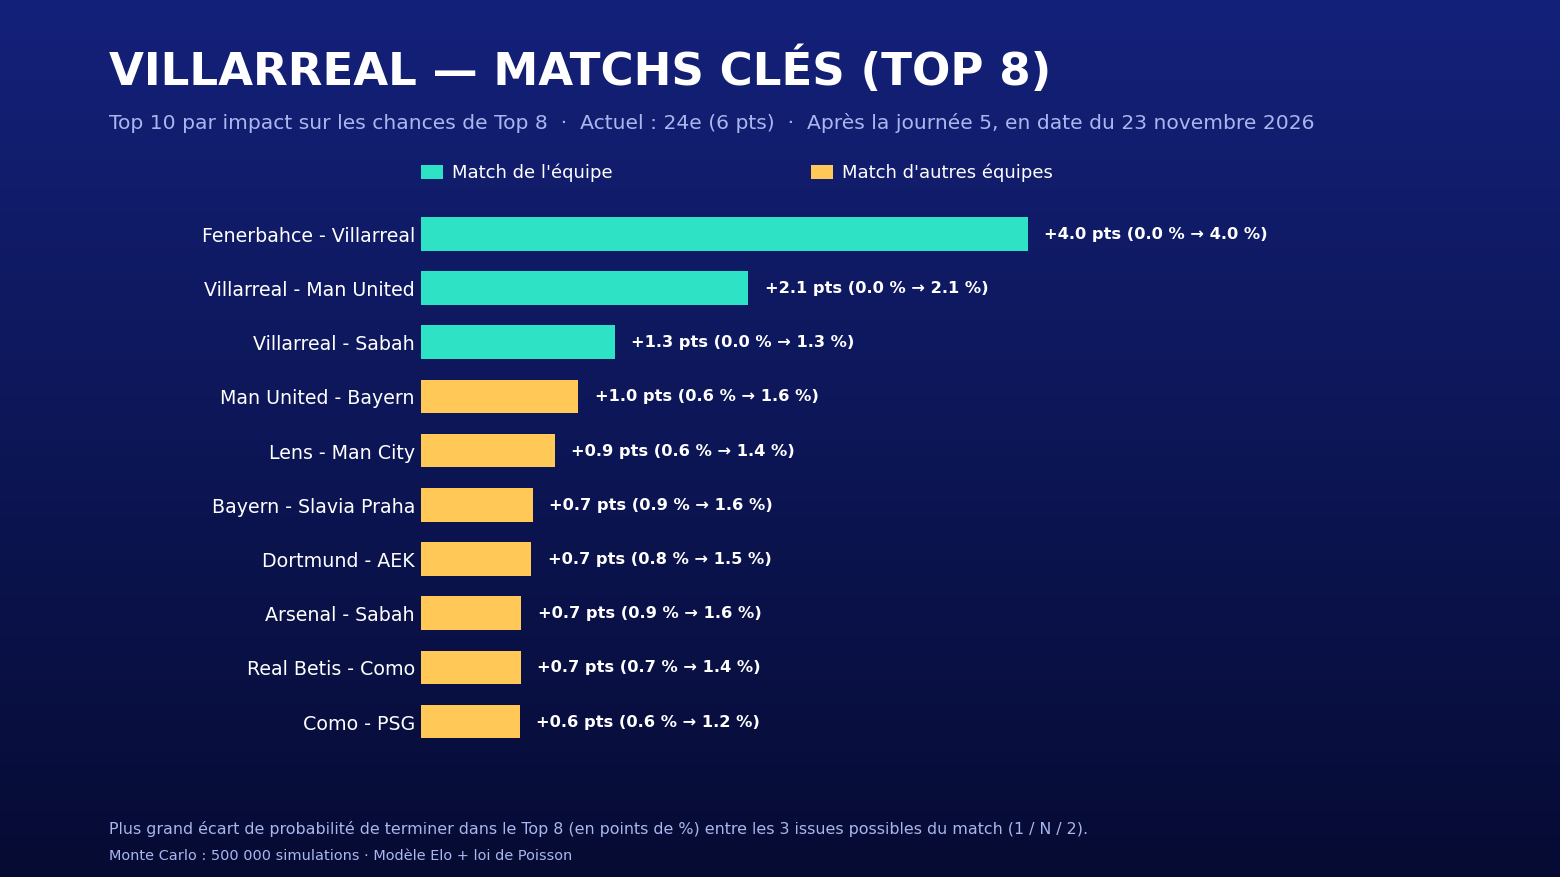 VILLARREAL — MATCHS CLÉS (TOP 8)
Top 10 par impact sur les chances de Top 8 · Actuel : 24e (6 pts) · Après la journée 5, en date du 23 novembre 2026
Match de l'équipe Match d'autres équipes
Fenerbahce - Villarreal +4.0 pts (0.0 % → 4.0 %)
Villarreal - Man United +2.1 pts (0.0 % → 2.1 %)
Villarreal - Sabah +1.3 pts (0.0 % → 1.3 %)
Man United - Bayern +1.0 pts (0.6 % → 1.6 %)
Lens - Man City +0.9 pts (0.6 % → 1.4 %)
Bayern - Slavia Praha +0.7 pts (0.9 % → 1.6 %)
Dortmund - AEK +0.7 pts (0.8 % → 1.5 %)
Arsenal - Sabah +0.7 pts (0.9 % → 1.6 %)
Real Betis - Como +0.7 pts (0.7 % → 1.4 %)
Como - PSG +0.6 pts (0.6 % → 1.2 %)
Plus grand écart de probabilité de terminer dans le Top 8 (en points de %) entre les 3 issues possibles du match (1 / N / 2).
Monte Carlo : 500 000 simulations · Modèle Elo + loi de Poisson